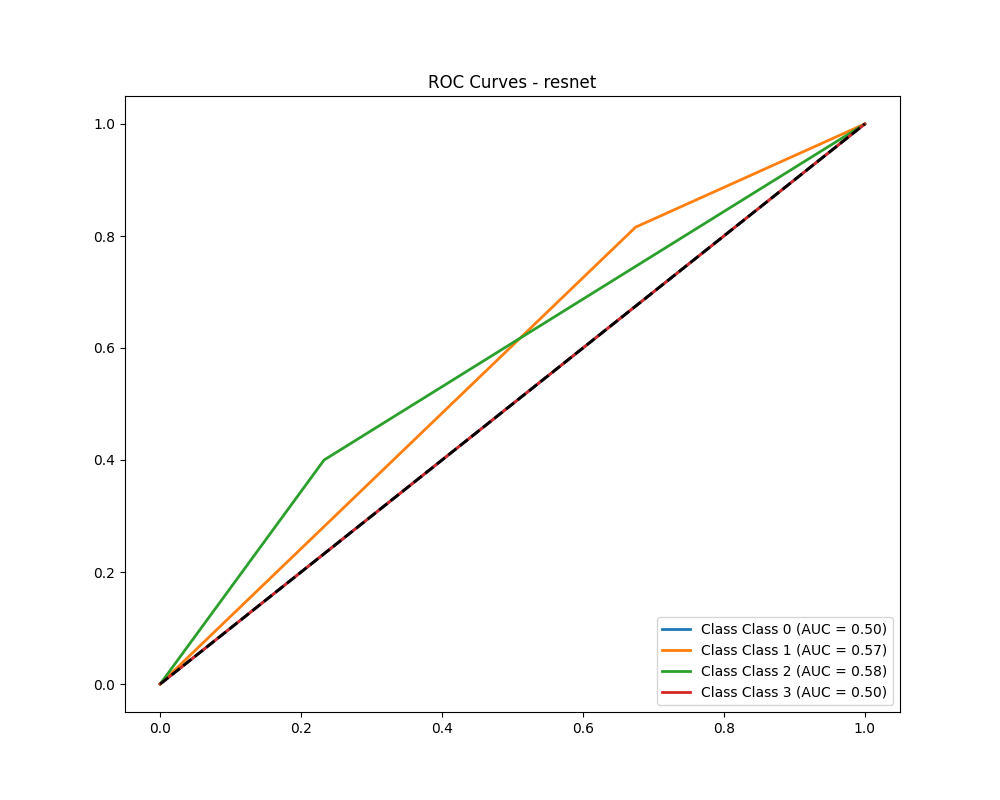 ROC Curves - resnet
1.0
0.8
0.6
0.4
0.2
0.0
0.0 0.2 0.4 0.6 0.8 1.0
Class Class 0 (AUC = 0.50)
Class Class 1 (AUC = 0.57)
Class Class 2 (AUC = 0.58)
Class Class 3 (AUC = 0.50)